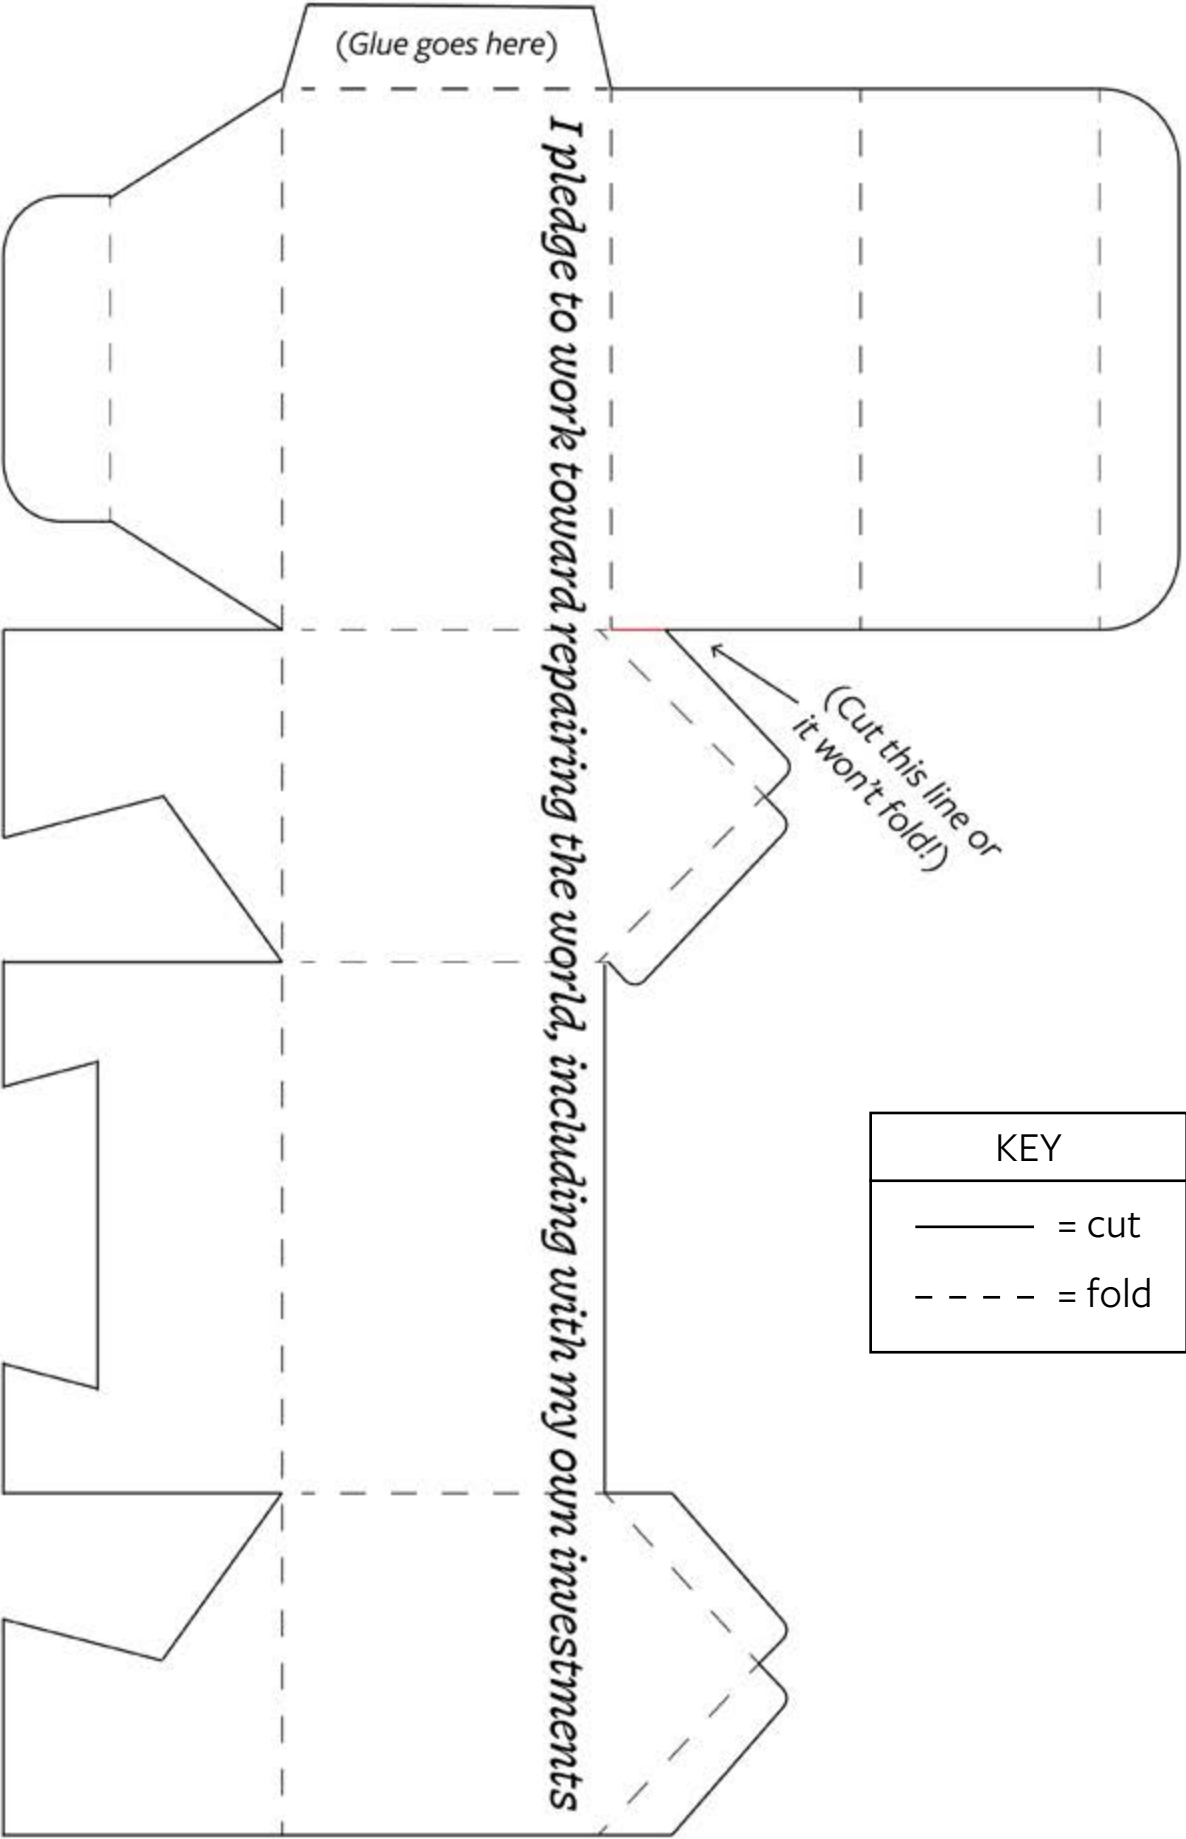 (Glue goes here)
I pledge to work toward repairing the world, including with my own investments
(Cut this line or
it won't fold!)
KEY
= cut
= fold